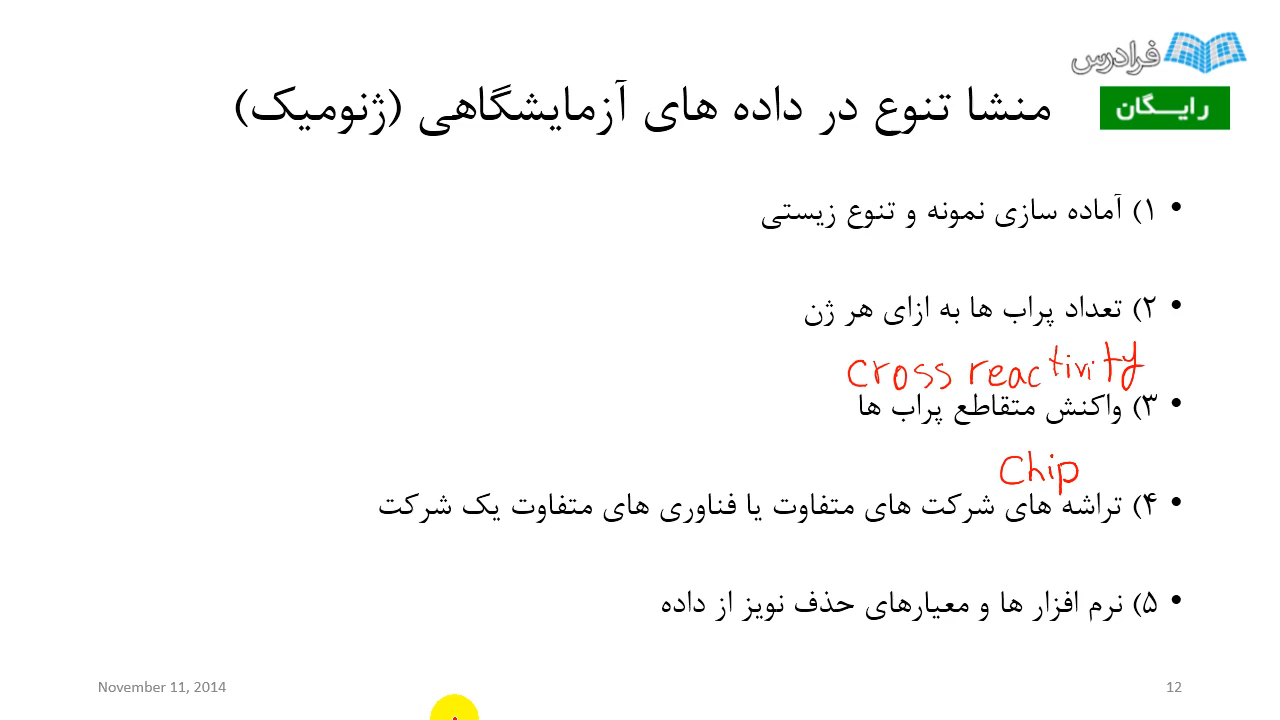 فرادرس
رایگان
منشا تنوع در داده های آزمایشگاهی (ژنومیک)
• ۱) آماده سازی نمونه و تنوع زیستی
• ۲) تعداد پراب ها به ازای هر ژن
cross reactivity
• ۳) واکنش متقاطع پراب ها
Chip
• ۴) تراشه های شرکت های متفاوت یا فناوری های متفاوت یک شرکت
• ۵) نرم افزار ها و معیارهای حذف نویز از داده
November 11, 2014
12